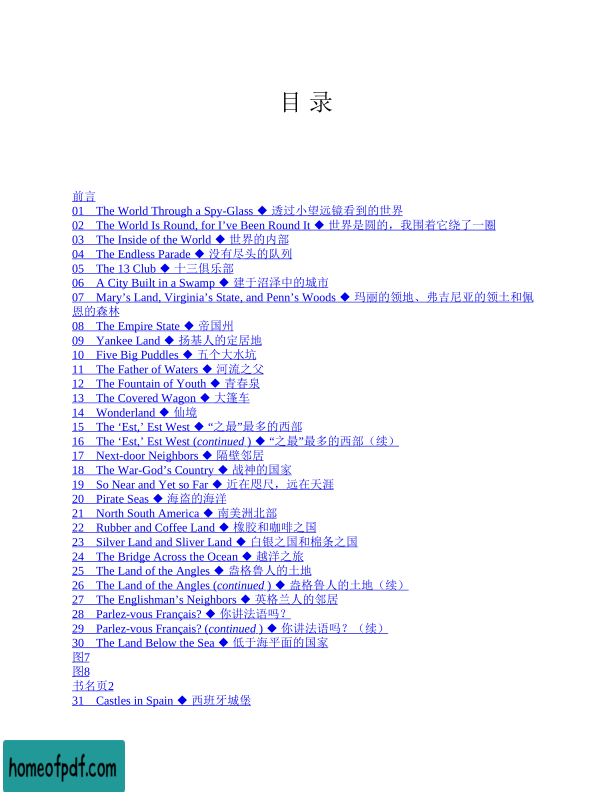 目 录
前言
01 The World Through a Spy-Glass ◆ 透过小望远镜看到的世界
02 The World Is Round, for I’ve Been Round It ◆ 世界是圆的，我围着它绕了一圈
03 The Inside of the World ◆ 世界的内部
04 The Endless Parade ◆ 没有尽头的队列
05 The 13 Club ◆ 十三俱乐部
06 A City Built in a Swamp ◆ 建于沼泽中的城市
07 Mary’s Land, Virginia’s State, and Penn’s Woods ◆ 玛丽的领地、弗吉尼亚的领土和佩
恩的森林
08 The Empire State ◆ 帝国州
09 Yankee Land ◆ 扬基人的定居地
10 Five Big Puddles ◆ 五个大水坑
11 The Father of Waters ◆ 河流之父
12 The Fountain of Youth ◆ 青春泉
13 The Covered Wagon ◆ 大篷车
14 Wonderland ◆ 仙境
15 The ‘Est,’ Est West ◆ “之最”最多的西部
16 The ‘Est,’ Est West (continued ) ◆ “之最”最多的西部（续）
17 Next-door Neighbors ◆ 隔壁邻居
18 The War-God’s Country ◆ 战神的国家
19 So Near and Yet so Far ◆ 近在咫尺，远在天涯
20 Pirate Seas ◆ 海盗的海洋
21 North South America ◆ 南美洲北部
22 Rubber and Coffee Land ◆ 橡胶和咖啡之国
23 Silver Land and Sliver Land ◆ 白银之国和棉条之国
24 The Bridge Across the Ocean ◆ 越洋之旅
25 The Land of the Angles ◆ 盎格鲁人的土地
26 The Land of the Angles (continued ) ◆ 盎格鲁人的土地（续）
27 The Englishman’s Neighbors ◆ 英格兰人的邻居
28 Parlez-vous Français? ◆ 你讲法语吗？
29 Parlez-vous Français? (continued ) ◆ 你讲法语吗？（续）
30 The Land Below the Sea ◆ 低于海平面的国家
图7
图8
书名页2
31 Castles in Spain ◆ 西班牙城堡
homeofpdf.com